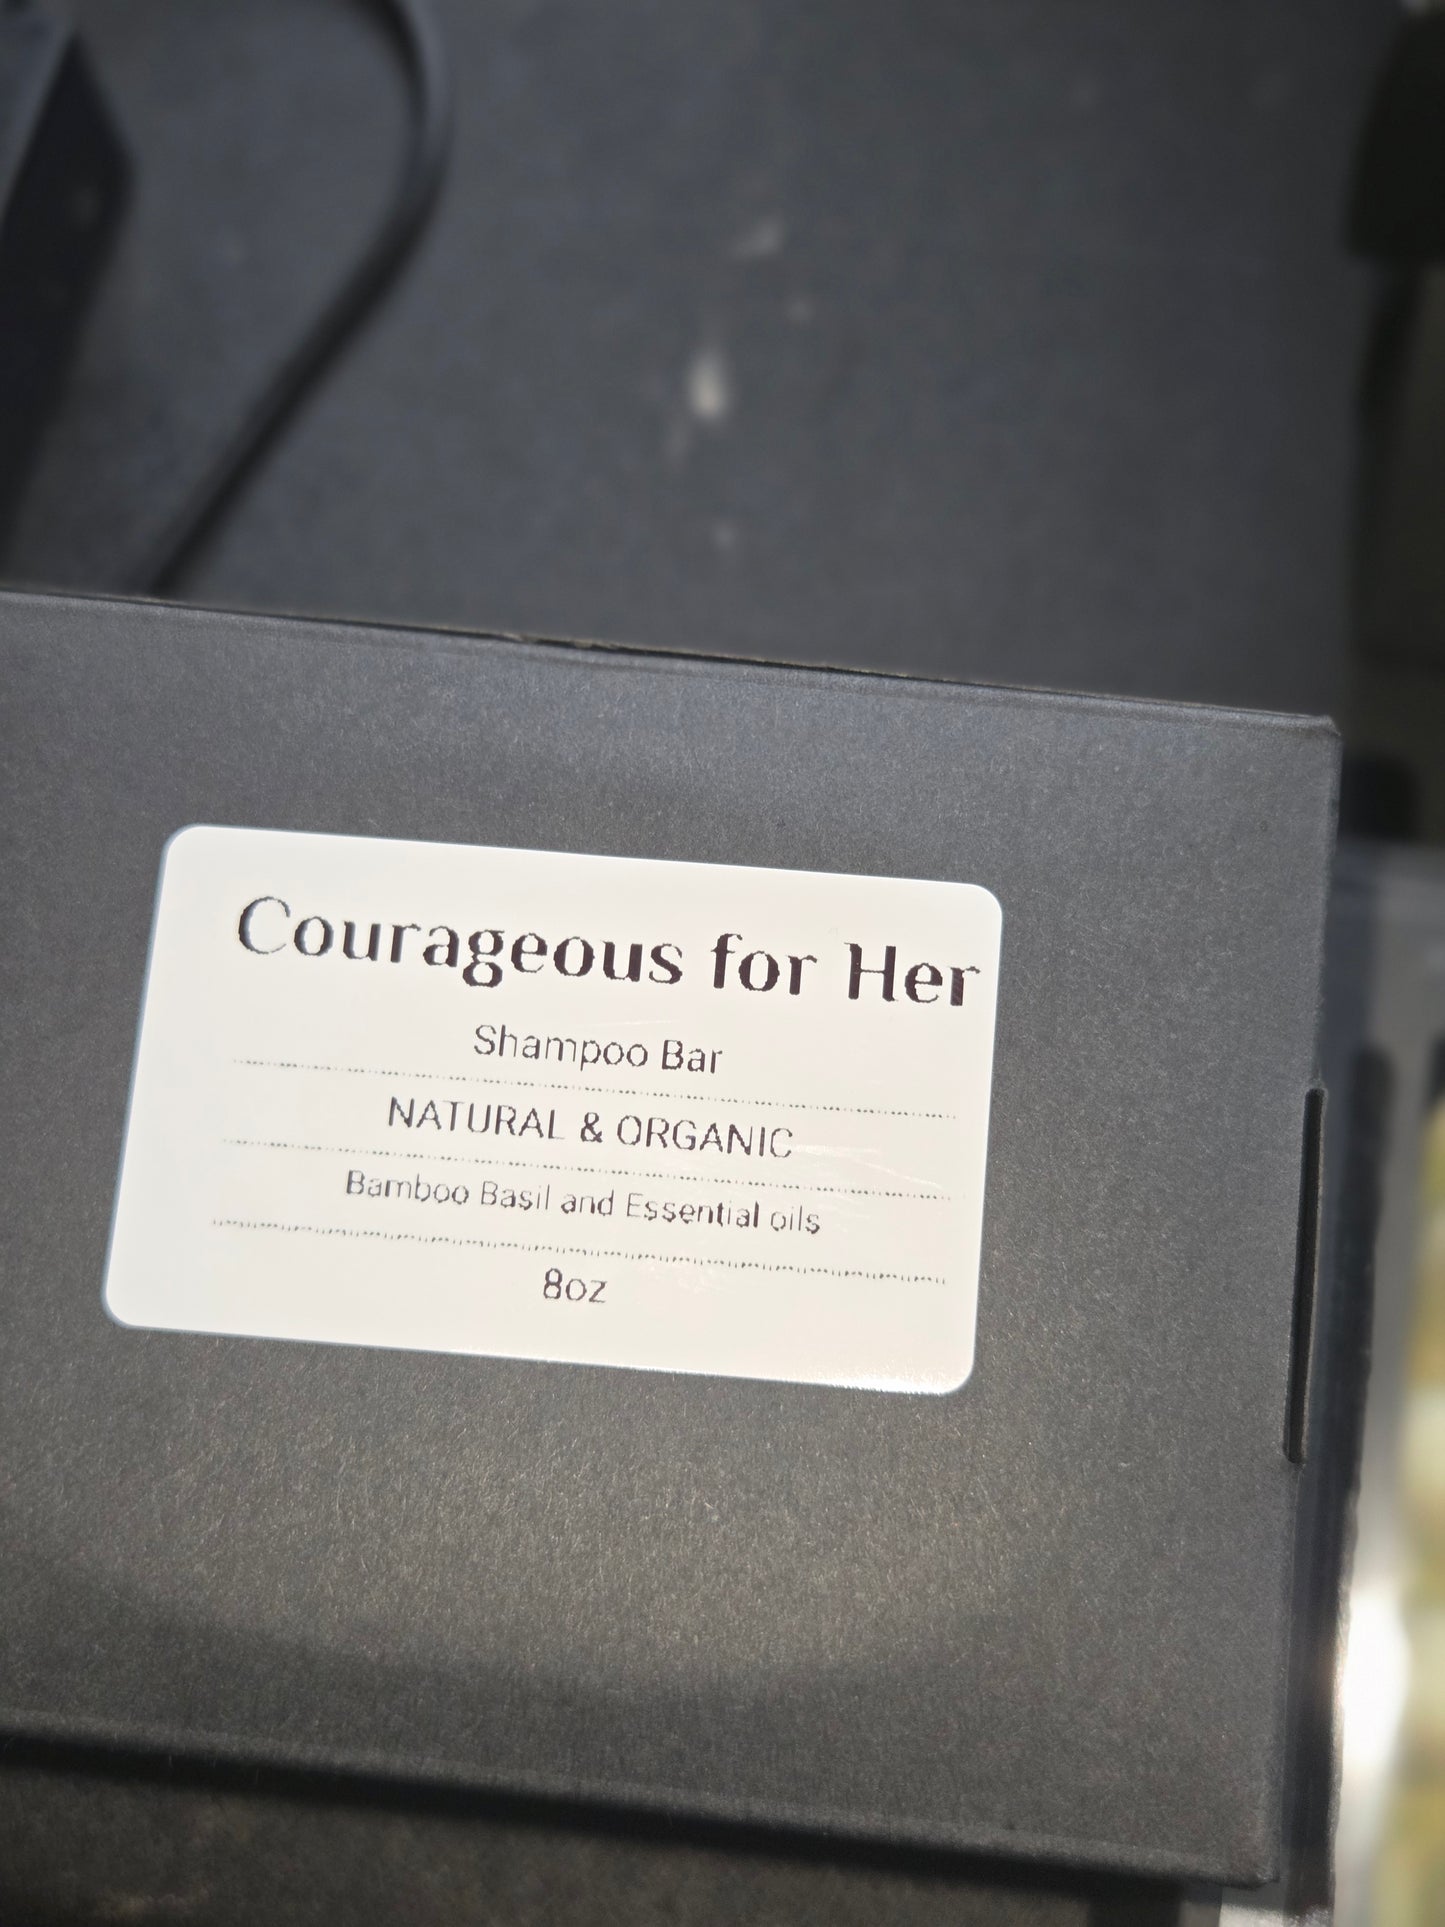 Courageous for Her
Shampoo Bar
NATURAL & ORGANIC
Bamboo Basil and Essential oils
8oz